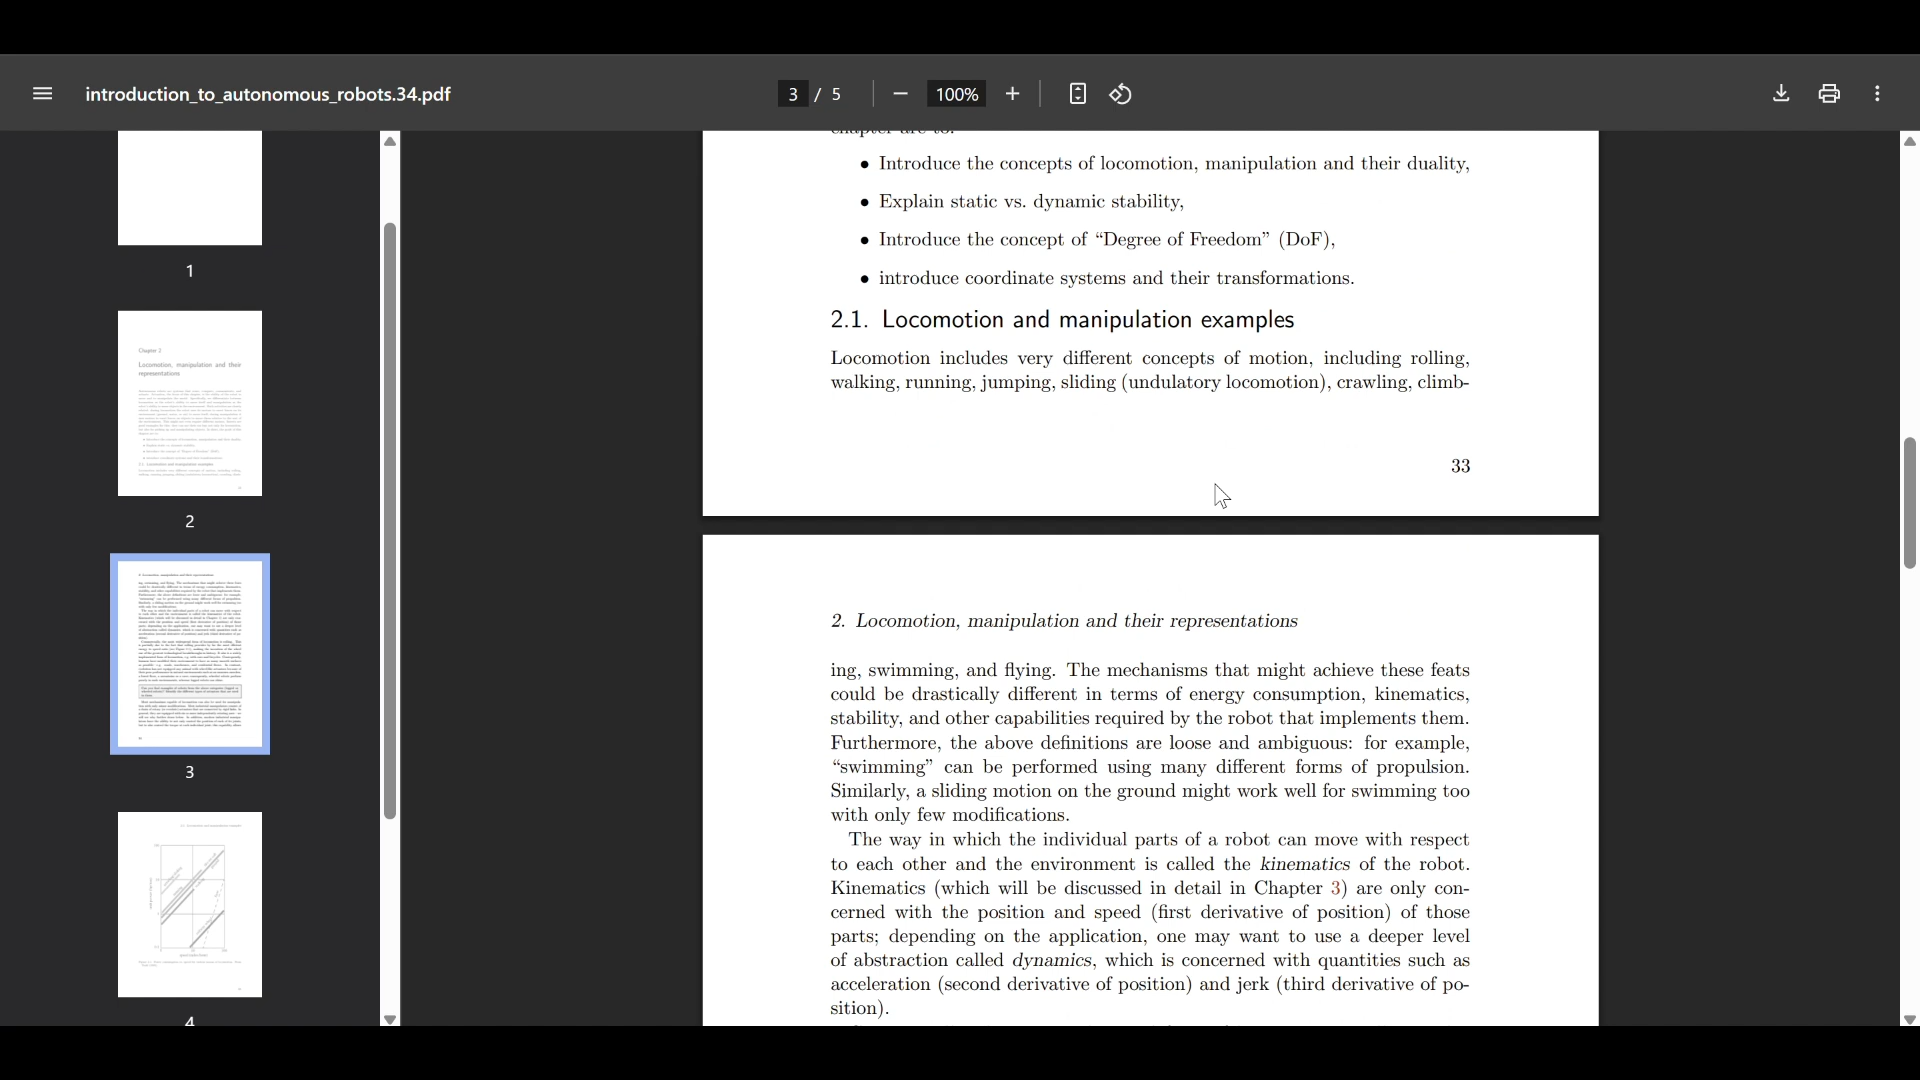 introduction_to_autonomous_robots.34.pdf
3 / 5
100%
1
2
3
4
• Introduce the concepts of locomotion, manipulation and their duality,
• Explain static vs. dynamic stability,
• Introduce the concept of “Degree of Freedom” (DoF),
• introduce coordinate systems and their transformations.
2.1. Locomotion and manipulation examples
Locomotion includes very different concepts of motion, including rolling,
walking, running, jumping, sliding (undulatory locomotion), crawling, climb-
33
2. Locomotion, manipulation and their representations
ing, swimming, and flying. The mechanisms that might achieve these feats
could be drastically different in terms of energy consumption, kinematics,
stability, and other capabilities required by the robot that implements them.
Furthermore, the above definitions are loose and ambiguous: for example,
“swimming” can be performed using many different forms of propulsion.
Similarly, a sliding motion on the ground might work well for swimming too
with only few modifications.
The way in which the individual parts of a robot can move with respect
to each other and the environment is called the kinematics of the robot.
Kinematics (which will be discussed in detail in Chapter 3) are only con-
cerned with the position and speed (first derivative of position) of those
parts; depending on the application, one may want to use a deeper level
of abstraction called dynamics, which is concerned with quantities such as
acceleration (second derivative of position) and jerk (third derivative of po-
sition).